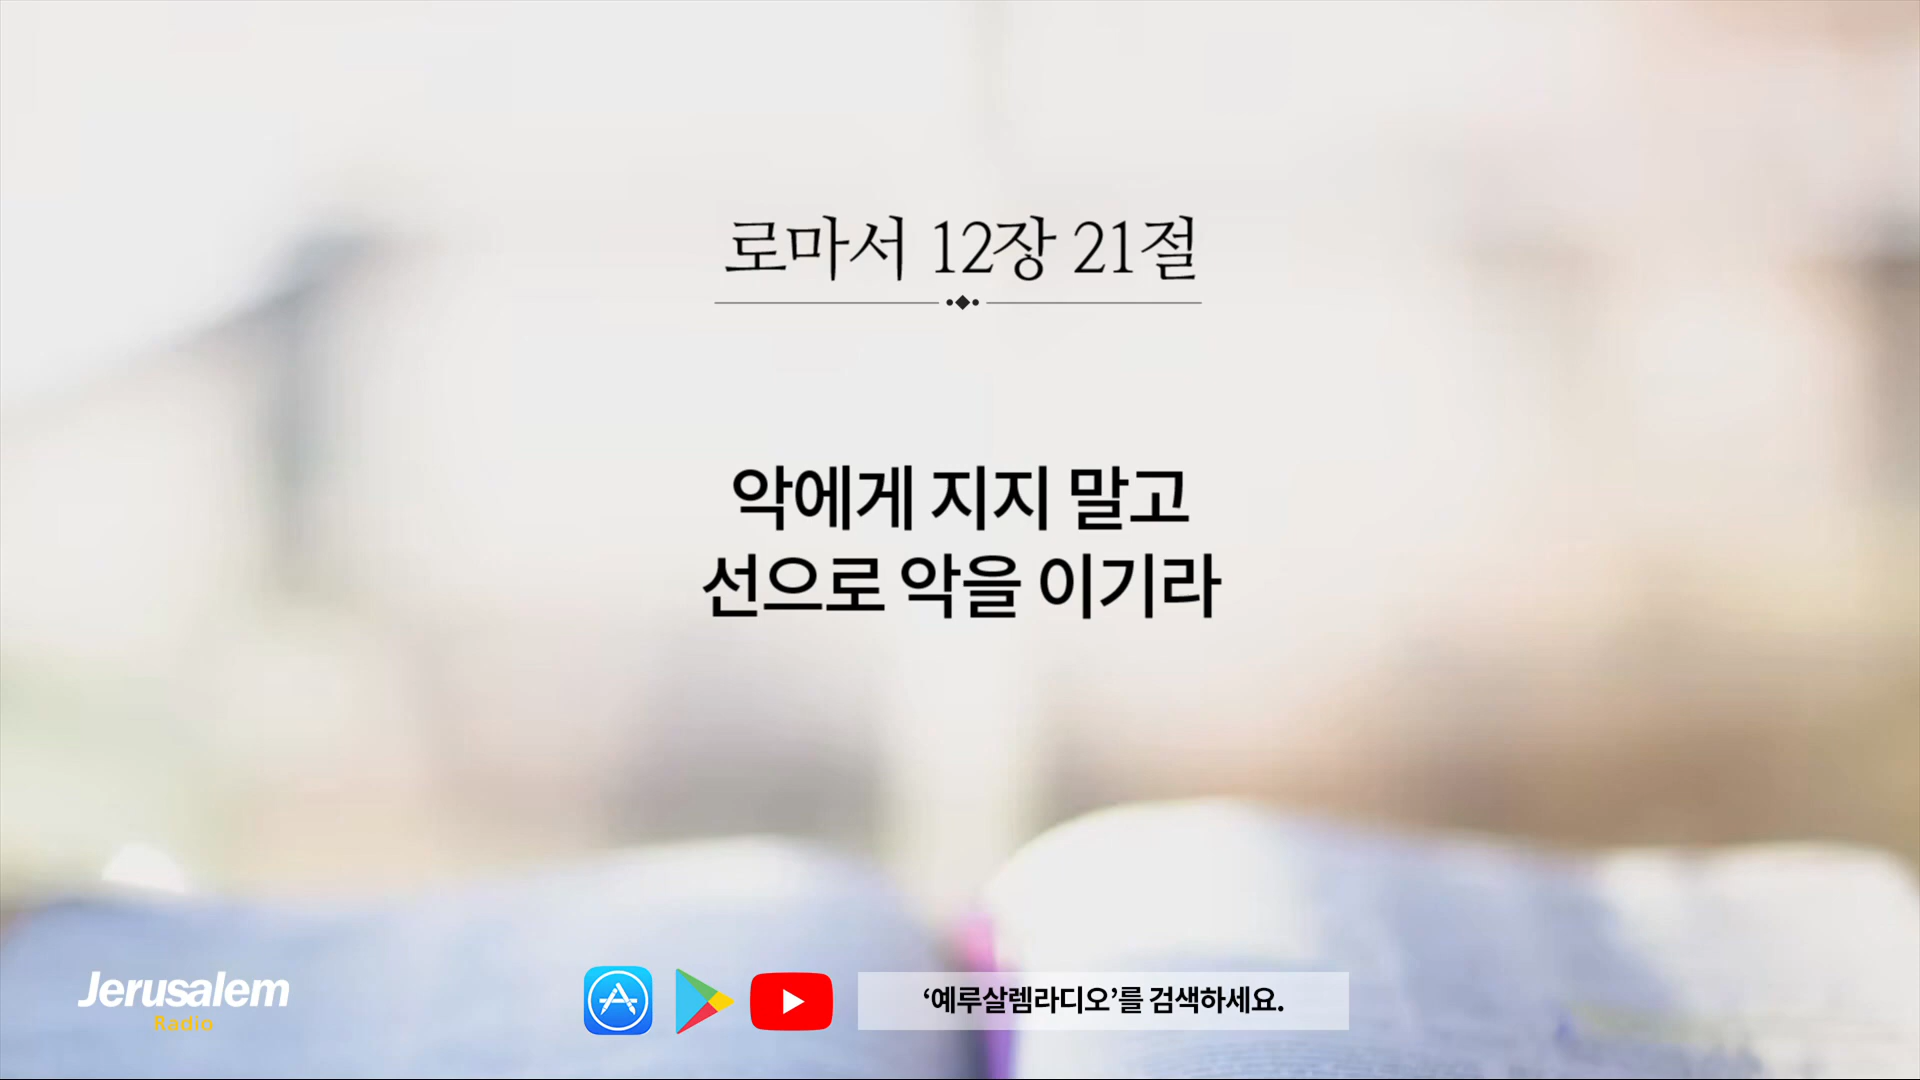 로마서 12장 21절
악에게 지지 말고
선으로 악을 이기라
Jerusalem
Radio
‘예루살렘라디오’를 검색하세요.